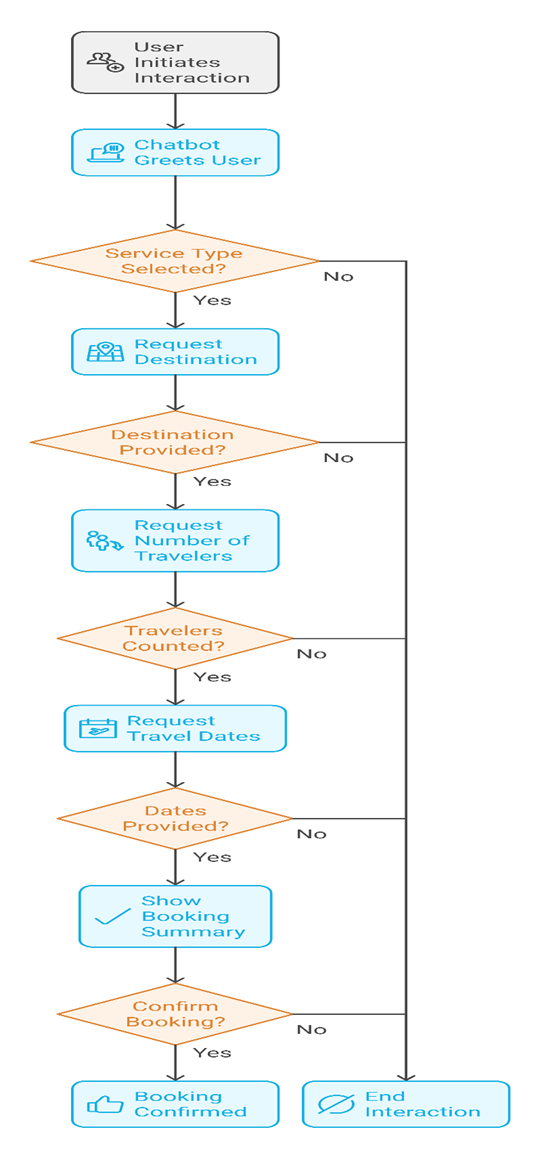 User
Initiates
Interaction
Chatbot
Greets User
Service Type
Selected?
No
Yes
Request
Destination
Destination
Provided?
No
Yes
Request
Number of
Travelers
Travelers
Counted?
No
Yes
Request
Travel Dates
Dates
Provided?
No
Yes
Show
Booking
Summary
Confirm
Booking?
No
Yes
Booking
Confirmed
End
Interaction